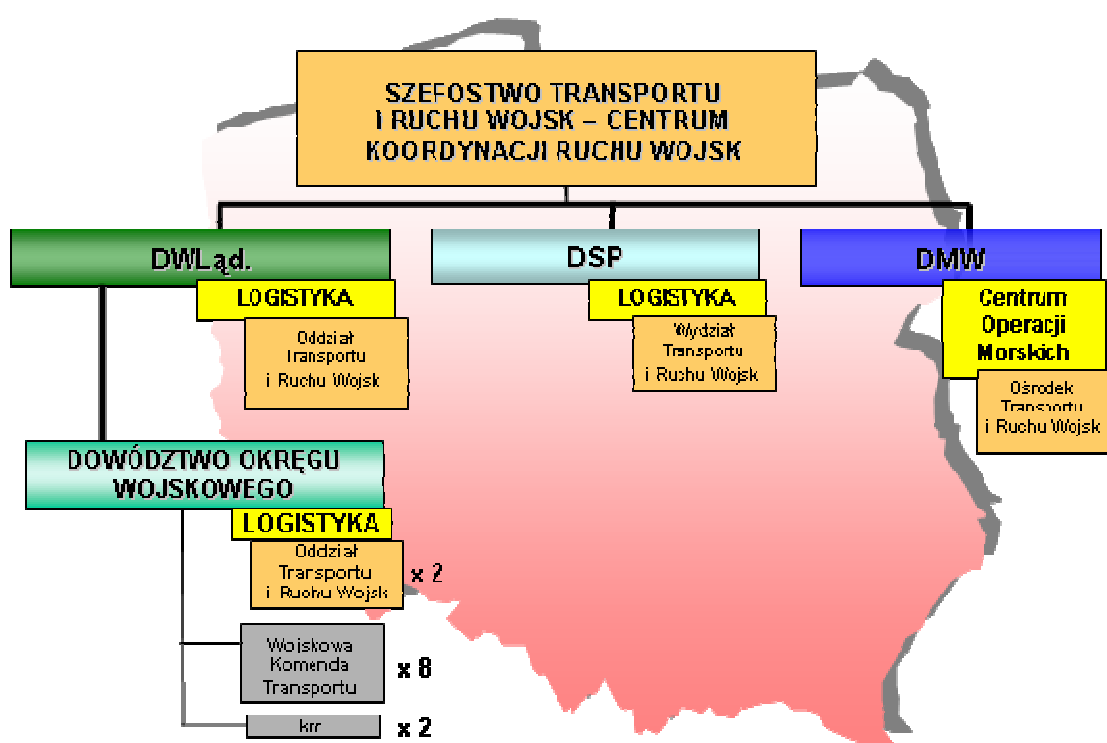 SZEFOSTWO TRANSPORTU
I RUCHU WOJSK – CENTRUM
KOORDYNACJI RUCHU WOJSK
DWLąd.
LOGISTYKA
Oddział
Transportu
i Ruchu Wojsk
DSP
LOGISTYKA
Wydział
Transportu
i Ruchu Wojsk
DMW
Centrum
Operacji
Morskich
Ośrodek
Transportu
i Ruchu Wojsk
DOWÓDZTWO OKRĘGU
WOJSKOWEGO
LOGISTYKA
Oddział
Transportu
i Ruchu Wojsk
x 2
Wojskowa
Komenda
Transportu
x 8
x 2